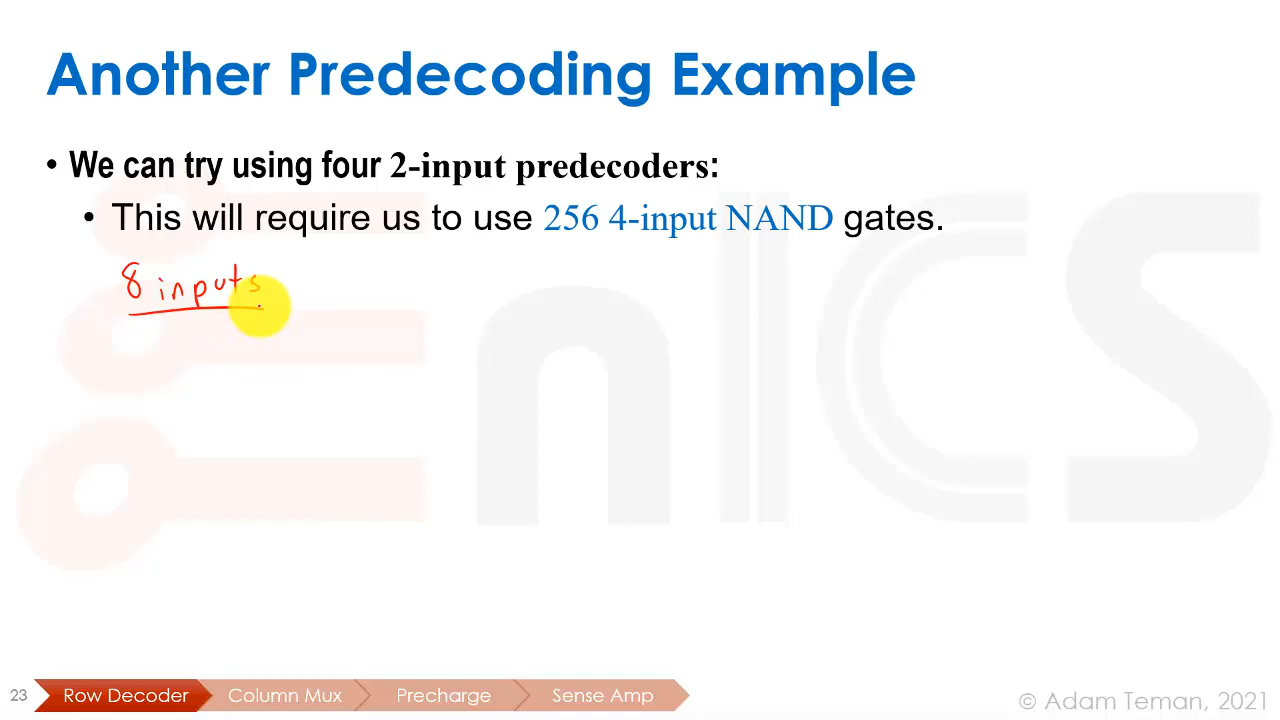 Another Predecoding Example
• We can try using four 2-input predecoders:
• This will require us to use 256 4-input NAND gates.
8 inputs
enICS
23 Row Decoder Column Mux Precharge Sense Amp
© Adam Teman, 2021